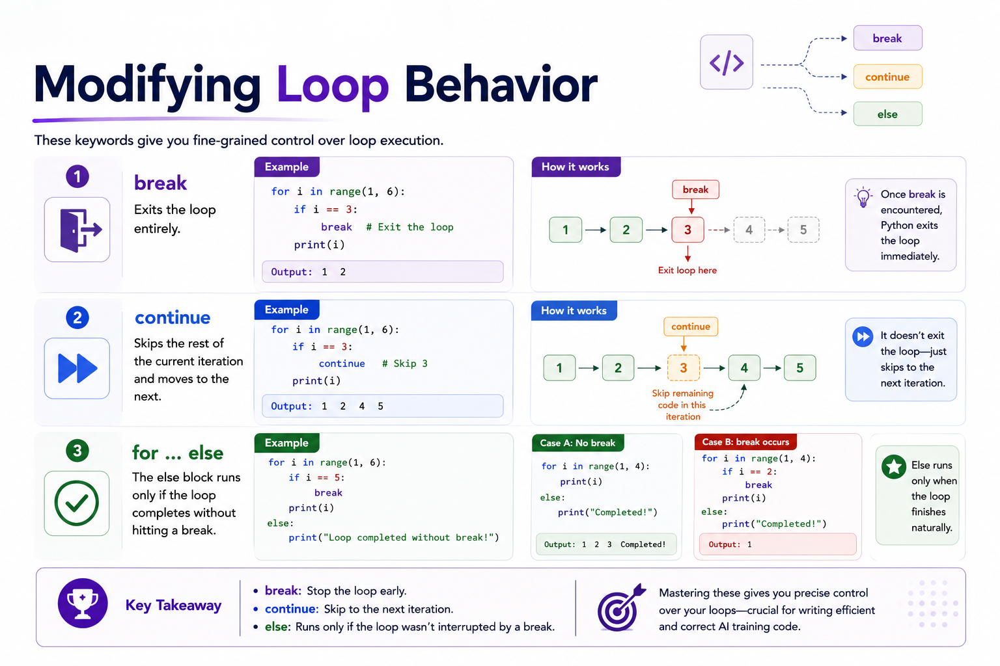 </>
break
continue
else
Modifying Loop Behavior
These keywords give you fine-grained control over loop execution.
1
break
Exits the loop
entirely.
Example
for i in range(1, 6):
    if i == 3:
        break  # Exit the loop
    print(i)
Output: 1 2
How it works
break
1 2 3 4 5
Exit loop here
Once break is
encountered,
Python exits
the loop
immediately.
2
continue
Skips the rest of
the current iteration
and moves to the
next.
Example
for i in range(1, 6):
    if i == 3:
        continue  # Skip 3
    print(i)
Output: 1 2 4 5
How it works
continue
1 2 3 4 5
Skip remaining
code in this
iteration
It doesn't exit
the loop—just
skips to the
next iteration.
3
for ... else
The else block runs
only if the loop
completes without
hitting a break.
Example
for i in range(1, 6):
    if i == 5:
        break
    print(i)
else:
    print("Loop completed without break!")
Case A: No break
for i in range(1, 4):
    print(i)
else:
    print("Completed!")
Output: 1 2 3 Completed!
Case B: break occurs
for i in range(1, 4):
    if i == 2:
        break
    print(i)
else:
    print("Completed!")
Output: 1
Else runs
only when
the loop
finishes
naturally.
Key Takeaway
• break: Stop the loop early.
• continue: Skip to the next iteration.
• else: Runs only if the loop wasn't interrupted by a break.
Mastering these gives you precise control
over your loops—crucial for writing efficient
and correct AI training code.